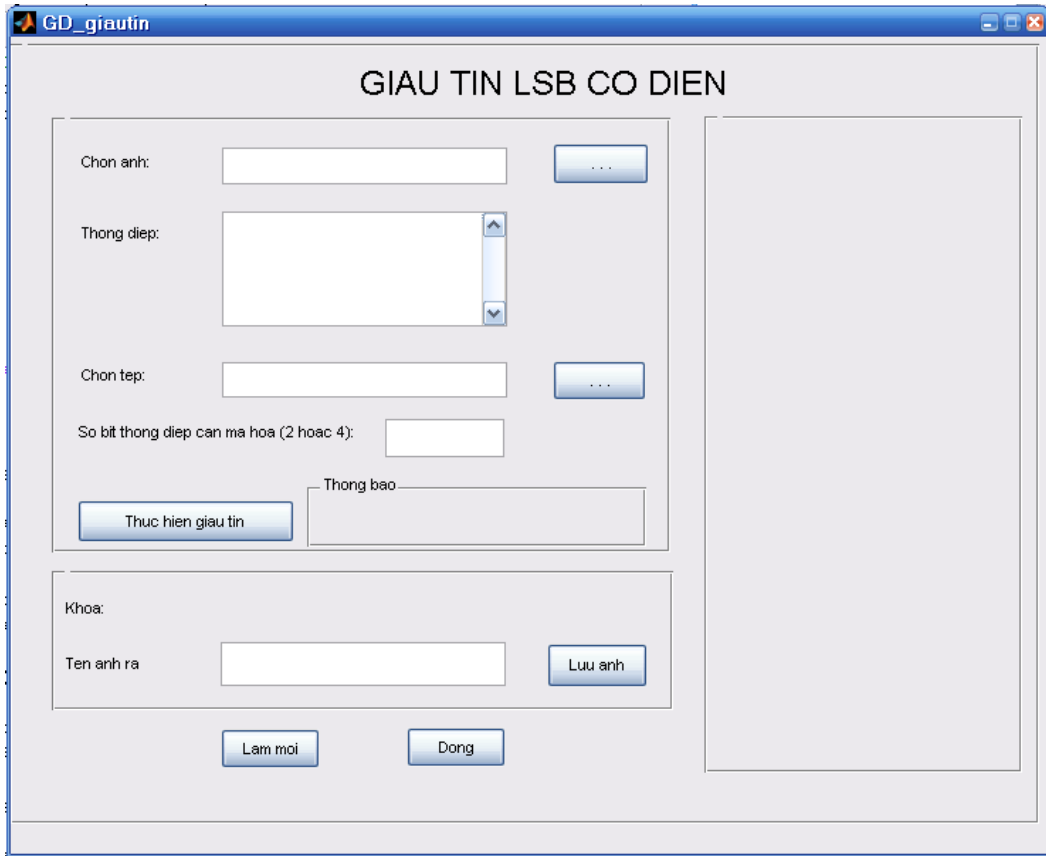 GD_giautin
GIAU TIN LSB CO DIEN
Chon anh:
. . .
Thong diep:
Chon tep:
. . .
So bit thong diep can ma hoa (2 hoac 4):
Thong bao
Thuc hien giau tin
Khoa:
Ten anh ra
Luu anh
Lam moi
Dong